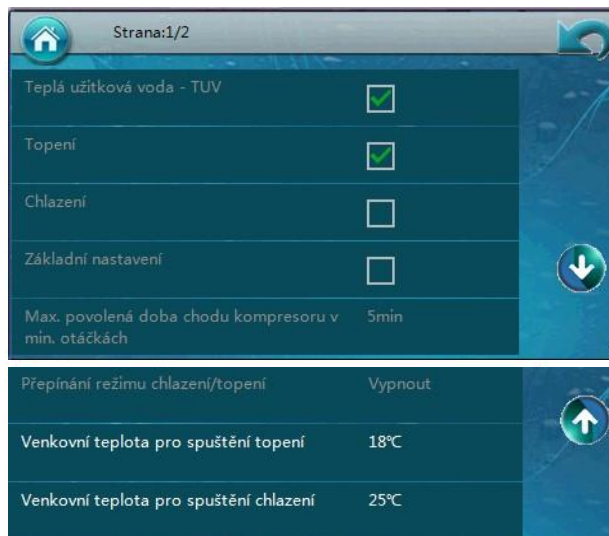 Strana:1/2
Teplá užitková voda - TUV
Topení
Chlazení
Základní nastavení
Max. povolená doba chodu kompresoru v 5min
min. otáčkách
Přepínání režimu chlazení/topení Vypnout
Venkovní teplota pro spuštění topení 18℃
Venkovní teplota pro spuštění chlazení 25℃